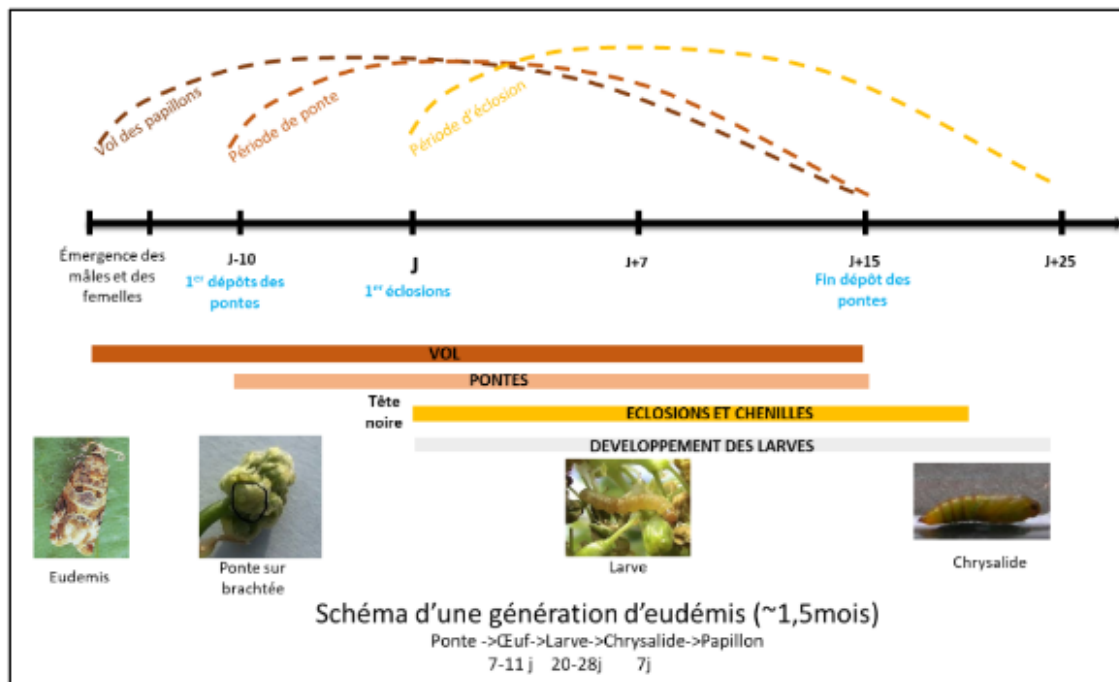 Vol des papillons
Période de ponte
Période d'éclosion
Émergence des
mâles et des
femelles
J-10
1er dépôts des
pontes
J
1er éclosions
J+7
J+15
Fin dépôt des
pontes
J+25
VOL
PONTES
Tête
noire
ECLOSIONS ET CHENILLES
DEVELOPPEMENT DES LARVES
Eudemis
Ponte sur
brachtée
Larve
Chrysalide
Schéma d'une génération d'eudémis (~1,5mois)
Ponte ->Œuf->Larve->Chrysalide->Papillon
7-11 j 20-28j 7j